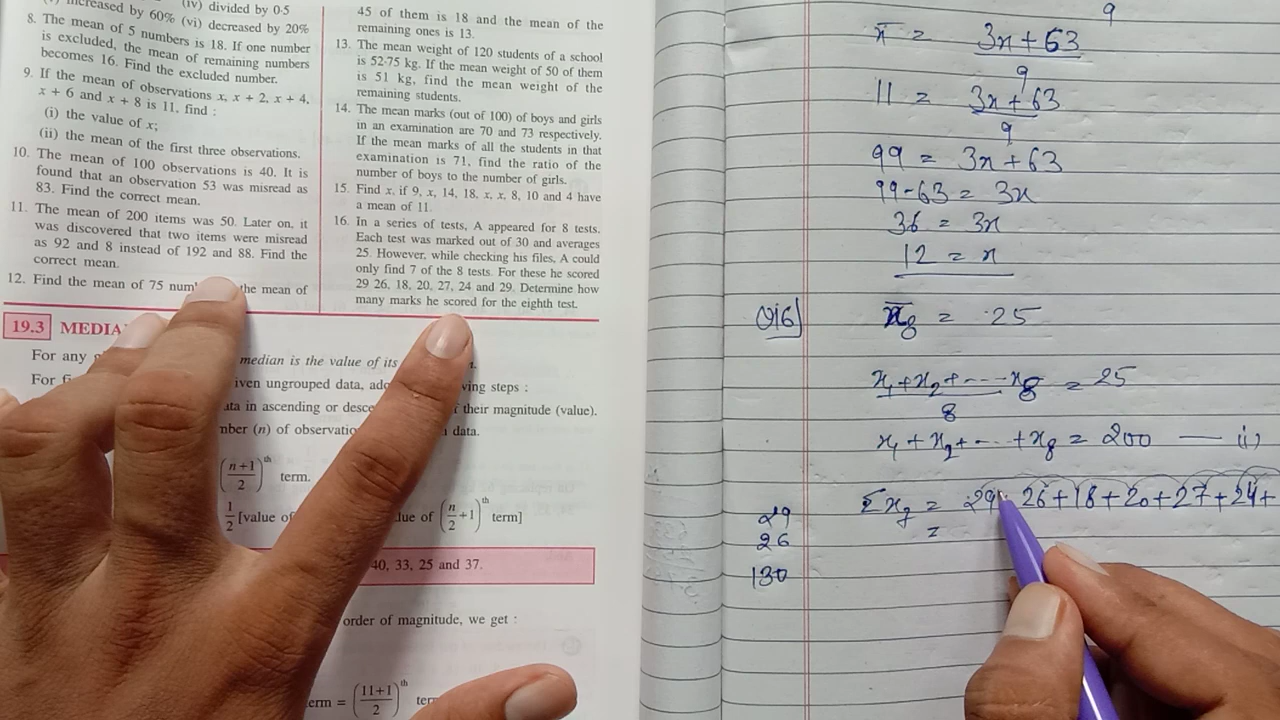 increased by 60% (vi) decreased by 20%
(iv) divided by 0·5
8. The mean of 5 numbers is 18. If one number
is excluded, the mean of remaining numbers
becomes 16. Find the excluded number.
9. If the mean of observations x, x + 2, x + 4,
x + 6 and x + 8 is 11, find :
(i) the value of x;
(ii) the mean of the first three observations.
10. The mean of 100 observations is 40. It is
found that an observation 53 was misread as
83. Find the correct mean.
11. The mean of 200 items was 50. Later on, it
was discovered that two items were misread
as 92 and 8 instead of 192 and 88. Find the
correct mean.
12. Find the mean of 75 the mean of
45 of them is 18 and the mean of the
remaining ones is 13.
13. The mean weight of 120 students of a school
is 52·75 kg. If the mean weight of 50 of them
is 51 kg, find the mean weight of the
remaining students.
14. The mean marks (out of 100) of boys and girls
in an examination are 70 and 73 respectively.
If the mean marks of all the students in that
examination is 71, find the ratio of the
number of boys to the number of girls.
15. Find x, if 9, x, 14, 18, x, x, 8, 10 and 4 have
a mean of 11.
16. In a series of tests, A appeared for 8 tests.
Each test was marked out of 30 and averages
25. However, while checking his files, A could
only find 7 of the 8 tests. For these he scored
29 26, 18, 20, 27, 24 and 29. Determine how
many marks he scored for the eighth test.
19.3
For any median is the value of its
For given ungrouped data, steps :
data in ascending or their magnitude (value).
(n) of data.
(n+1 / 2)th term.
1/2 [value of value of (n/2 +1)th term]
40, 33, 25 and 37.
order of magnitude, we get :
term = (11+1 / 2)th
9
x̄ = 3x + 63 / 9
11 = 3x + 63 / 9
99 = 3x + 63
99-63 = 3x
36 = 3x
12 = x
Q16) x̄8 = 25
x1+x2+----x8 / 8 = 25
x1 + x2+ --- +x8 = 200 — i)
Σx7 = 29 26+18+20+27+24+
=
29
26
130